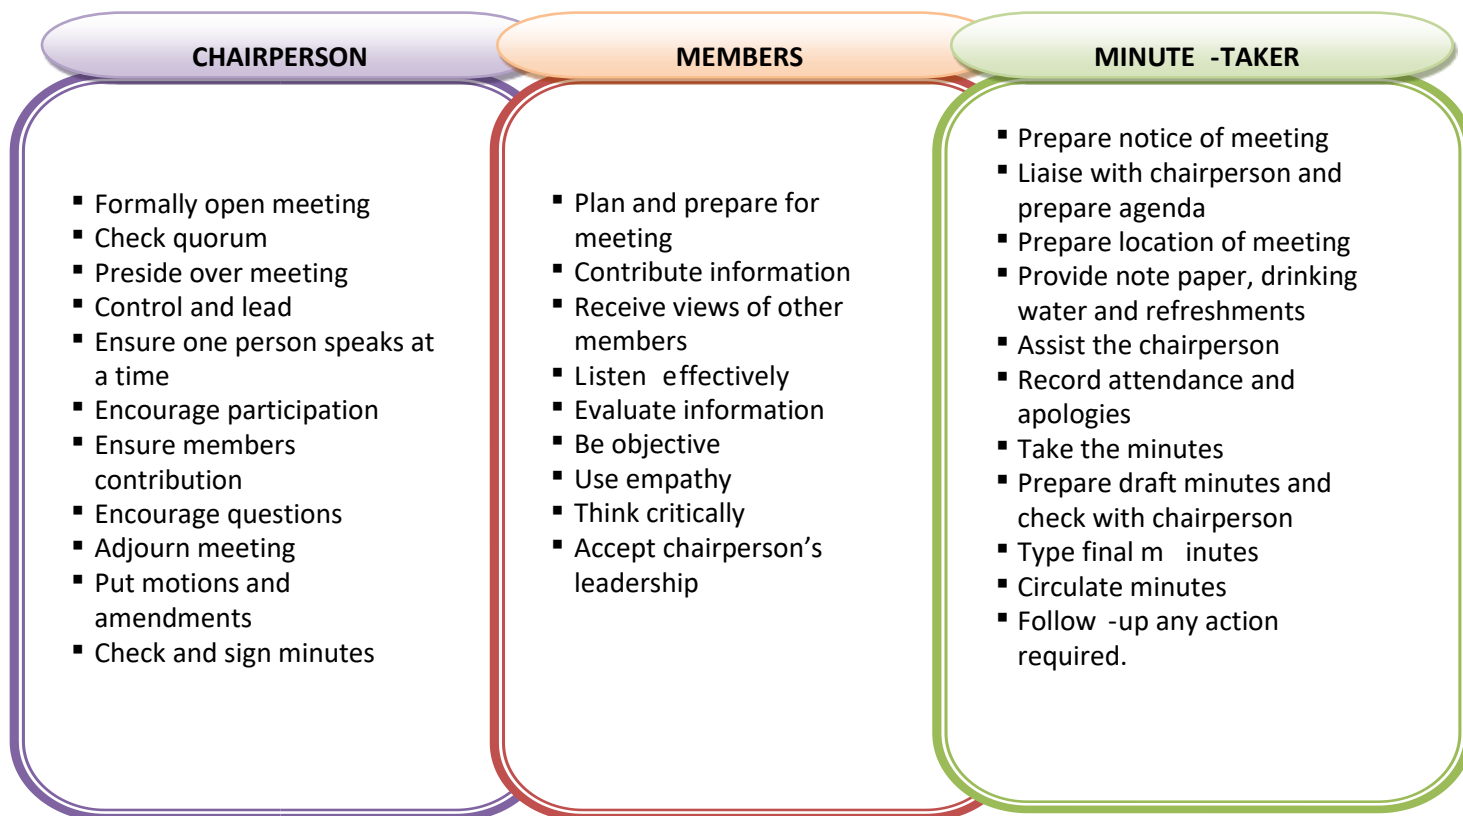 CHAIRPERSON
▪ Formally open meeting
▪ Check quorum
▪ Preside over meeting
▪ Control and lead
▪ Ensure one person speaks at
a time
▪ Encourage participation
▪ Ensure members
contribution
▪ Encourage questions
▪ Adjourn meeting
▪ Put motions and
amendments
▪ Check and sign minutes
MEMBERS
▪ Plan and prepare for
meeting
▪ Contribute information
▪ Receive views of other
members
▪ Listen effectively
▪ Evaluate information
▪ Be objective
▪ Use empathy
▪ Think critically
▪ Accept chairperson’s
leadership
MINUTE -TAKER
▪ Prepare notice of meeting
▪ Liaise with chairperson and
prepare agenda
▪ Prepare location of meeting
▪ Provide note paper, drinking
water and refreshments
▪ Assist the chairperson
▪ Record attendance and
apologies
▪ Take the minutes
▪ Prepare draft minutes and
check with chairperson
▪ Type final m inutes
▪ Circulate minutes
▪ Follow -up any action
required.